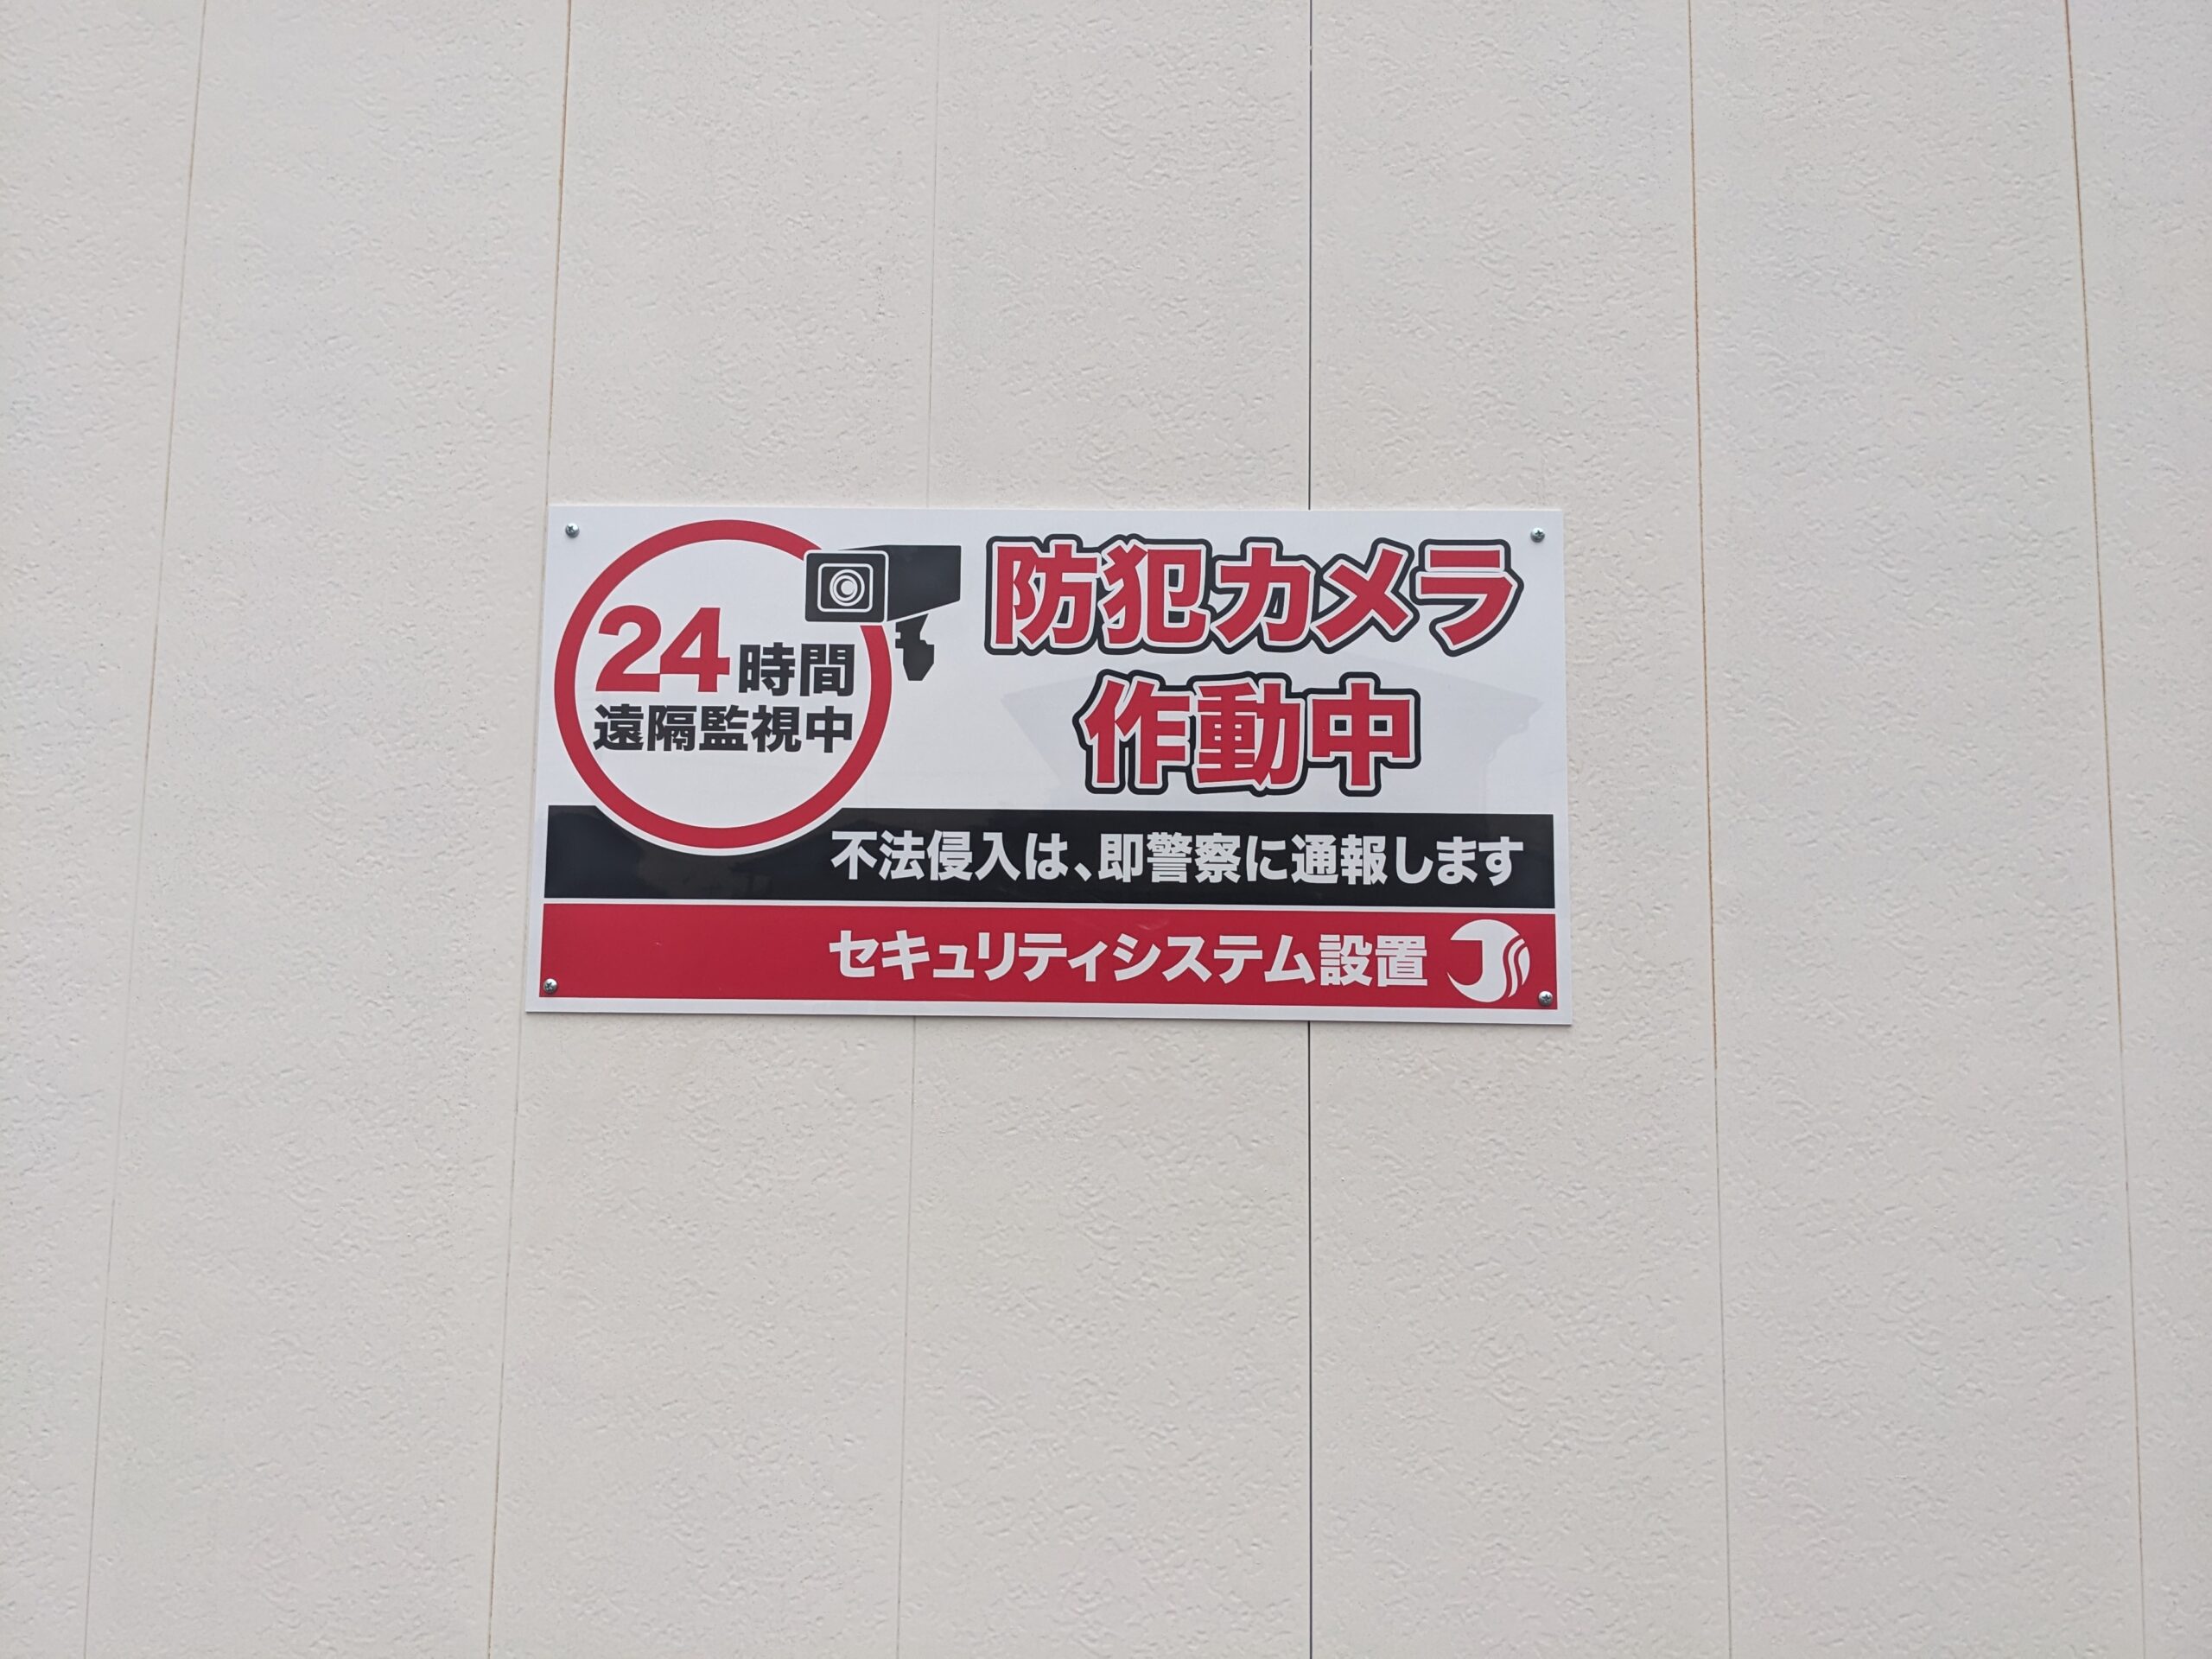 24時間
遠隔監視中
防犯カメラ
作動中
不法侵入は、即警察に通報します
セキュリティシステム設置
JS